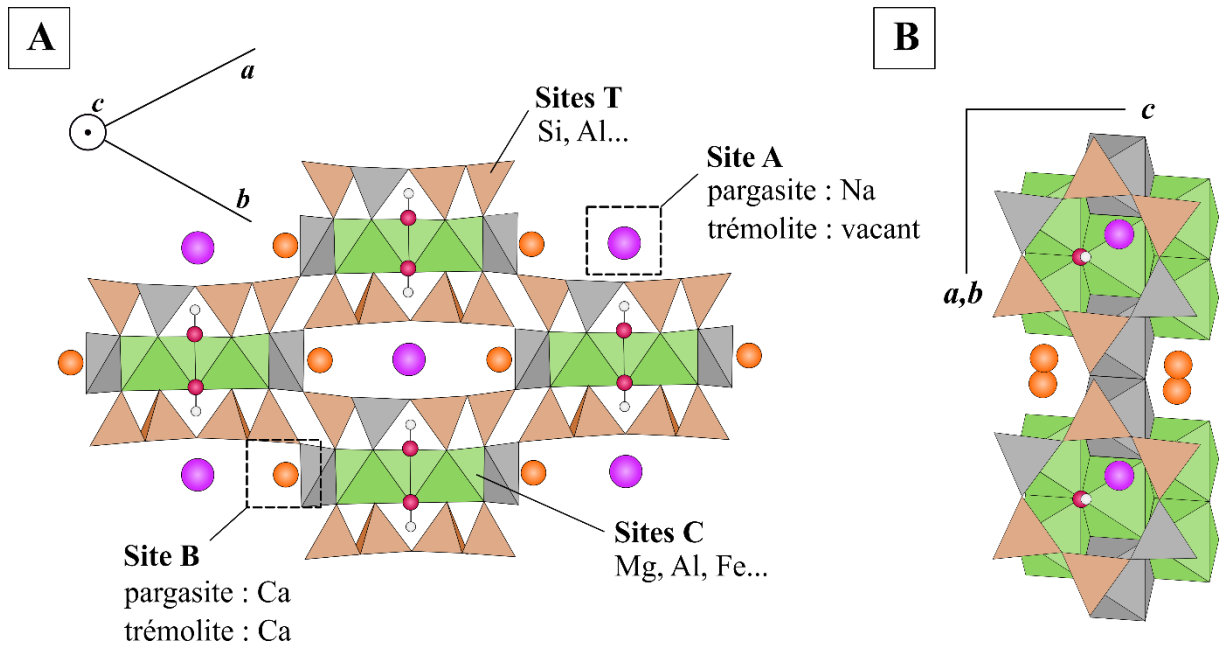 A
a
c
b
Sites T
Si, Al...
Site A
pargasite : Na
trémolite : vacant
Site B
pargasite : Ca
trémolite : Ca
Sites C
Mg, Al, Fe...
B
c
a,b